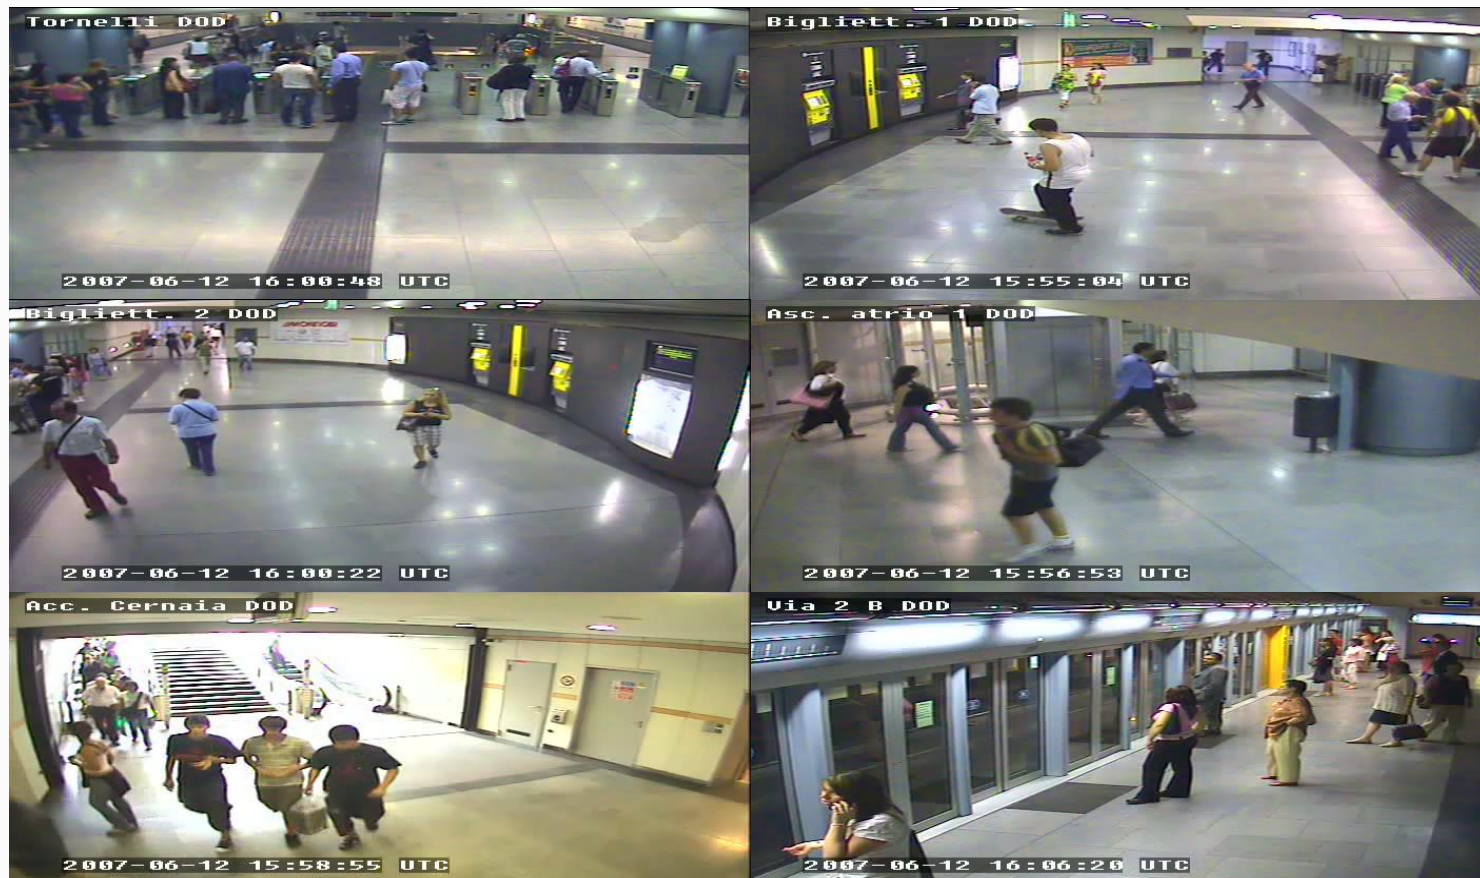 Tornelli DOD
2007-06-12 16:00:48 UTC
Bigliett. 1 DOD
2007-06-12 15:55:04 UTC
Bigliett. 2 DOD
2007-06-12 16:00:22 UTC
Asc. atrio 1 DOD
2007-06-12 15:56:53 UTC
Acc. Cernaia DOD
2007-06-12 15:58:55 UTC
Via 2 B DOD
2007-06-12 16:06:20 UTC